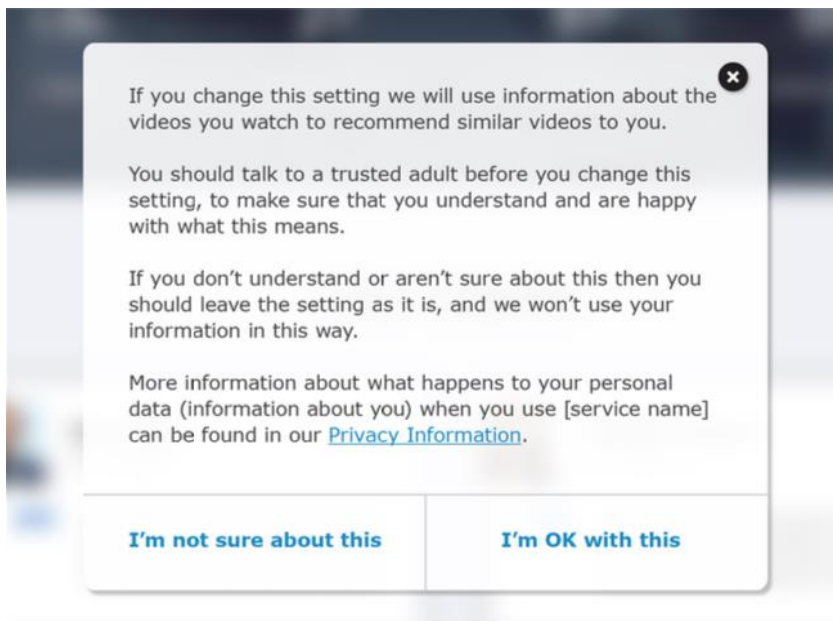 If you change this setting we will use information about the
videos you watch to recommend similar videos to you.
You should talk to a trusted adult before you change this
setting, to make sure that you understand and are happy
with what this means.
If you don’t understand or aren’t sure about this then you
should leave the setting as it is, and we won’t use your
information in this way.
More information about what happens to your personal
data (information about you) when you use [service name]
can be found in our Privacy Information.
I’m not sure about this
I’m OK with this